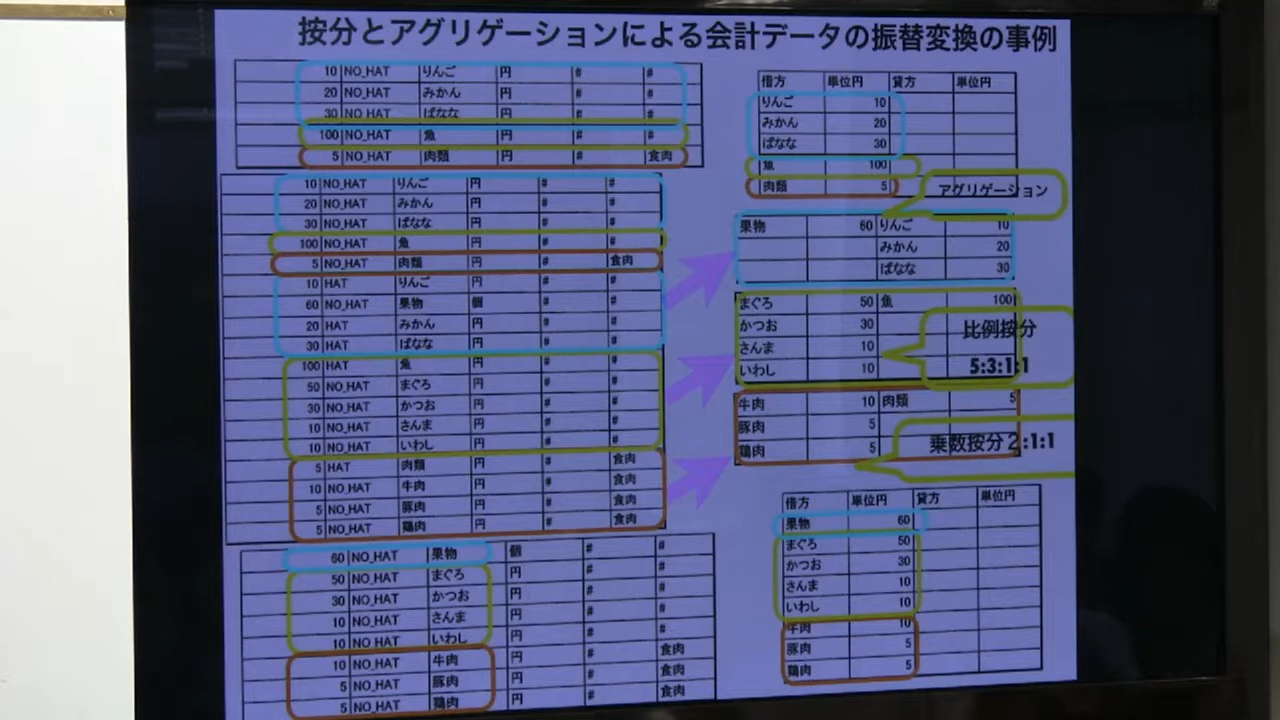 按分とアグリゲーションによる会計データの振替変換の事例
10 NO_HAT りんご 円 # #
20 NO_HAT みかん 円 # #
30 NO_HAT ばなな 円 # #
100 NO_HAT 魚 円 # #
5 NO_HAT 肉類 円 # 食肉
10 NO_HAT りんご 円 # #
20 NO_HAT みかん 円 # #
30 NO_HAT ばなな 円 # #
100 NO_HAT 魚 円 # #
5 NO_HAT 肉類 円 # 食肉
10 HAT りんご 円 # #
60 NO_HAT 果物 個 # #
20 HAT みかん 円 # #
30 HAT ばなな 円 # #
100 HAT 魚 円 # #
50 NO_HAT まぐろ 円 # #
30 NO_HAT かつお 円 # #
10 NO_HAT さんま 円 # #
10 NO_HAT いわし 円 # #
5 HAT 肉類 円 # 食肉
10 NO_HAT 牛肉 円 # 食肉
5 NO_HAT 豚肉 円 # 食肉
5 NO_HAT 鶏肉 円 # 食肉
60 NO_HAT 果物 個 # #
50 NO_HAT まぐろ 円 # #
30 NO_HAT かつお 円 # #
10 NO_HAT さんま 円 # #
10 NO_HAT いわし 円 # #
10 NO_HAT 牛肉 円 # 食肉
5 NO_HAT 豚肉 円 # 食肉
5 NO_HAT 鶏肉 円 # 食肉
借方 単位円 貸方 単位円
りんご 10
みかん 20
ばなな 30
魚 100
肉類 5
アグリゲーション
果物 60 りんご 10
みかん 20
ばなな 30
まぐろ 50 魚 100
かつお 30
さんま 10
いわし 10
比例按分
5:3:1:1
牛肉 10 肉類 5
豚肉 5
鶏肉 5
乗数按分2:1:1
借方 単位円 貸方 単位円
果物 60
まぐろ 50
かつお 30
さんま 10
いわし 10
牛肉 10
豚肉 5
鶏肉 5